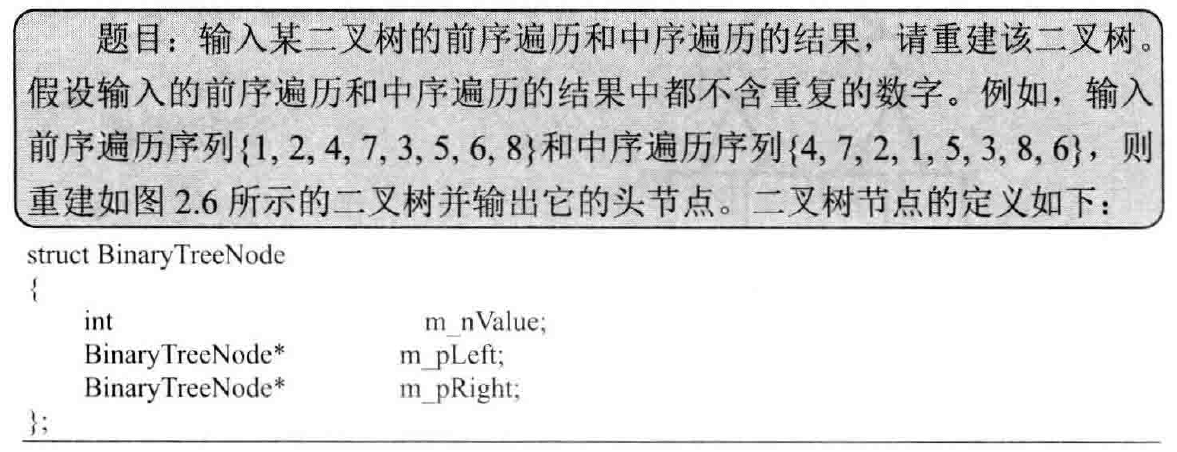 题目：输入某二叉树的前序遍历和中序遍历的结果，请重建该二叉树。
假设输入的前序遍历和中序遍历的结果中都不含重复的数字。例如，输入
前序遍历序列{1, 2, 4, 7, 3, 5, 6, 8}和中序遍历序列{4, 7, 2, 1, 5, 3, 8, 6}，则
重建如图 2.6 所示的二叉树并输出它的头节点。二叉树节点的定义如下：
struct BinaryTreeNode
{
int m_nValue;
BinaryTreeNode* m_pLeft;
BinaryTreeNode* m_pRight;
};